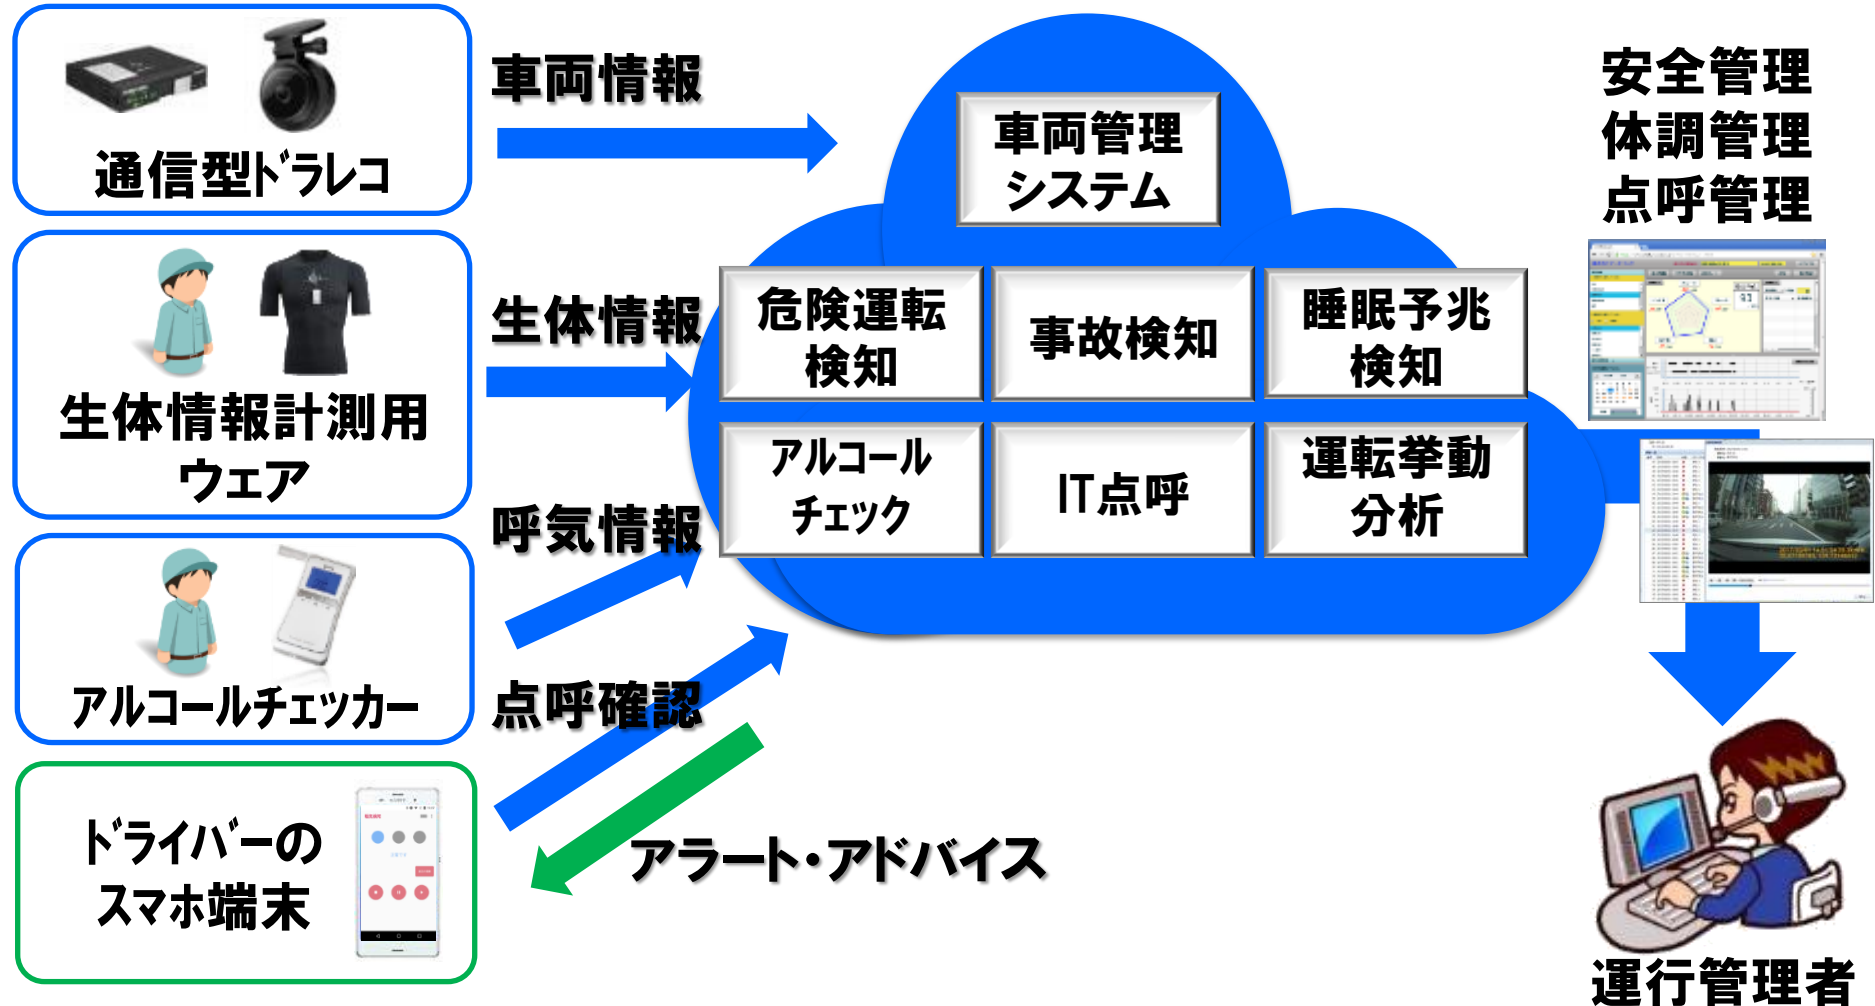 通信型ドラレコ
生体情報計測用
ウェア
アルコールチェッカー
ドライバーの
スマホ端末
車両情報
生体情報
呼気情報
点呼確認
アラート・アドバイス
車両管理
システム
危険運転
検知
事故検知
睡眠予兆
検知
アルコール
チェック
IT点呼
運転挙動
分析
安全管理
体調管理
点呼管理
運行管理者